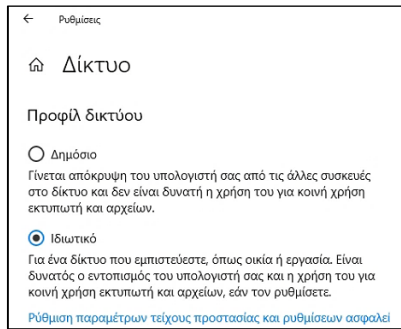 Ρυθμίσεις
Δίκτυο
Προφίλ δικτύου
Δημόσιο
Γίνεται απόκρυψη του υπολογιστή σας από τις άλλες συσκευές
στο δίκτυο και δεν είναι δυνατή η χρήση του για κοινή χρήση
εκτυπωτή και αρχείων.
Ιδιωτικό
Για ένα δίκτυο που εμπιστεύεστε, όπως οικία ή εργασία. Είναι
δυνατός ο εντοπισμός του υπολογιστή σας και η χρήση του για
κοινή χρήση εκτυπωτή και αρχείων, εάν τον ρυθμίσετε.
Ρύθμιση παραμέτρων τείχους προστασίας και ρυθμίσεων ασφαλεί